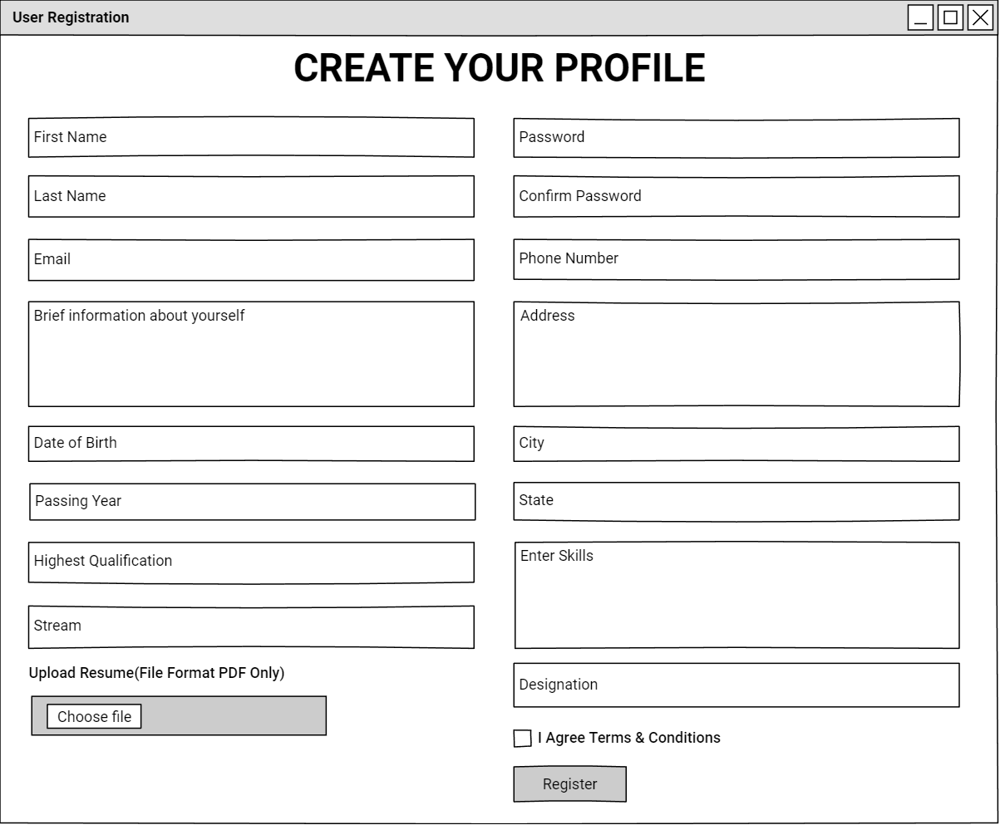 User Registration
CREATE YOUR PROFILE
First Name
Last Name
Email
Brief information about yourself
Date of Birth
Passing Year
Highest Qualification
Stream
Upload Resume(File Format PDF Only)
Choose file
Password
Confirm Password
Phone Number
Address
City
State
Enter Skills
Designation
I Agree Terms & Conditions
Register